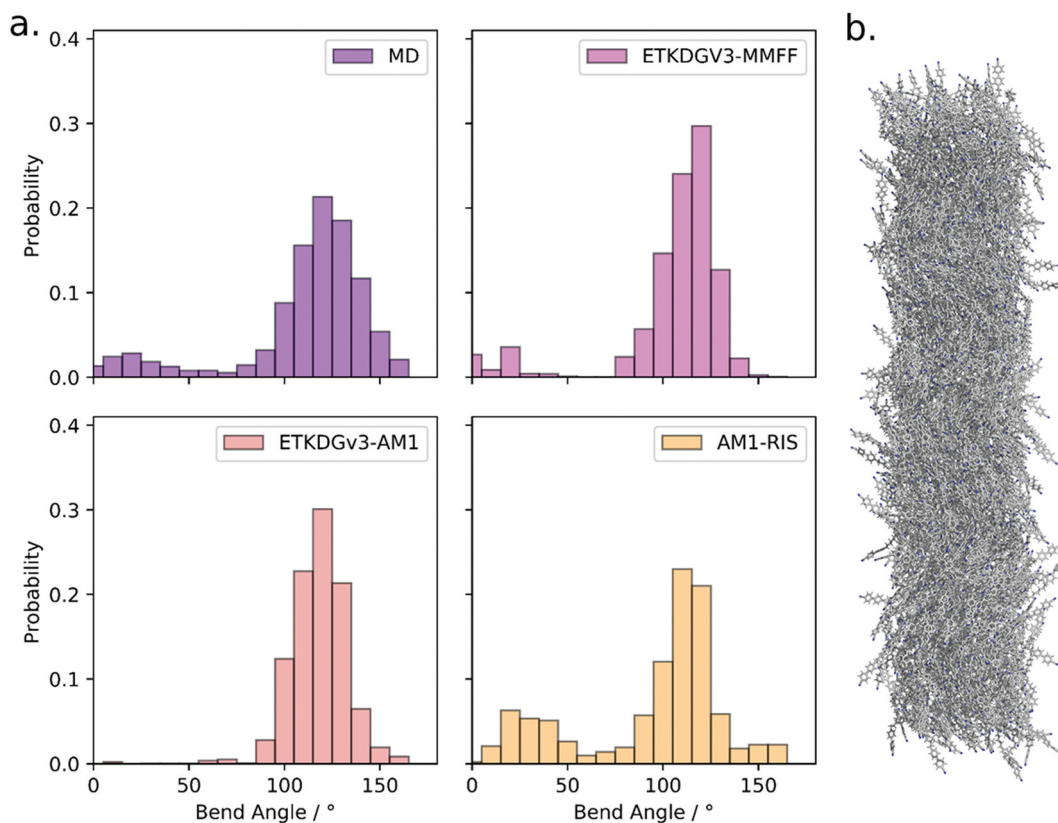 a.
b.
MD
ETKDGV3-MMFF
0.4
0.3
0.2
0.1
0.0
Probability
ETKDGv3-AM1
AM1-RIS
0.4
0.3
0.2
0.1
0.0
Probability
0 50 100 150
0 50 100 150
Bend Angle / °
Bend Angle / °